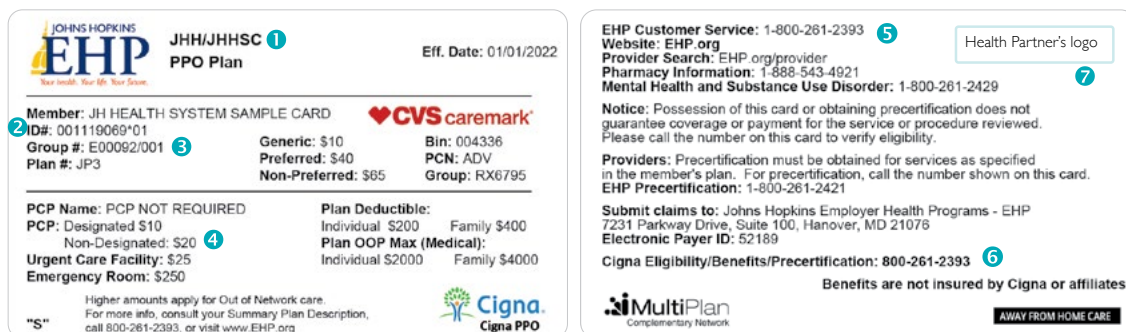 JOHNS HOPKINS
EHP
Your health. Your life. Your Score.
JHH/JHHSC 1
PPO Plan
Eff. Date: 01/01/2022
Member: JH HEALTH SYSTEM SAMPLE CARD
2 ID#: 001119069*01
Group #: E00092/001 3
Plan #: JP3
CVS caremark®
Generic: $10
Preferred: $40
Non-Preferred: $65
Bin: 004336
PCN: ADV
Group: RX6795
PCP Name: PCP NOT REQUIRED
PCP: Designated $10
Non-Designated: $20 4
Urgent Care Facility: $25
Emergency Room: $250
Plan Deductible:
Individual $200 Family $400
Plan OOP Max (Medical):
Individual $2000 Family $4000
"S"
Higher amounts apply for Out of Network care.
For more info, consult your Summary Plan Description,
call 800-261-2393, or visit www.EHP.org
Cigna.
Cigna PPO
EHP Customer Service: 1-800-261-2393 5
Website: EHP.org
Provider Search: EHP.org/provider
Pharmacy Information: 1-888-543-4921
Mental Health and Substance Use Disorder: 1-800-261-2429
Health Partner's logo
7
Notice: Possession of this card or obtaining precertification does not
guarantee coverage or payment for the service or procedure reviewed.
Please call the number on this card to verify eligibility.
Providers: Precertification must be obtained for services as specified
in the member's plan. For precertification, call the number shown on this card.
EHP Precertification: 1-800-261-2421
Submit claims to: Johns Hopkins Employer Health Programs - EHP
7231 Parkway Drive, Suite 100, Hanover, MD 21076
Electronic Payer ID: 52189
Cigna Eligibility/Benefits/Precertification: 800-261-2393 6
Benefits are not insured by Cigna or affiliates
MultiPlan
Complementary Network
AWAY FROM HOME CARE